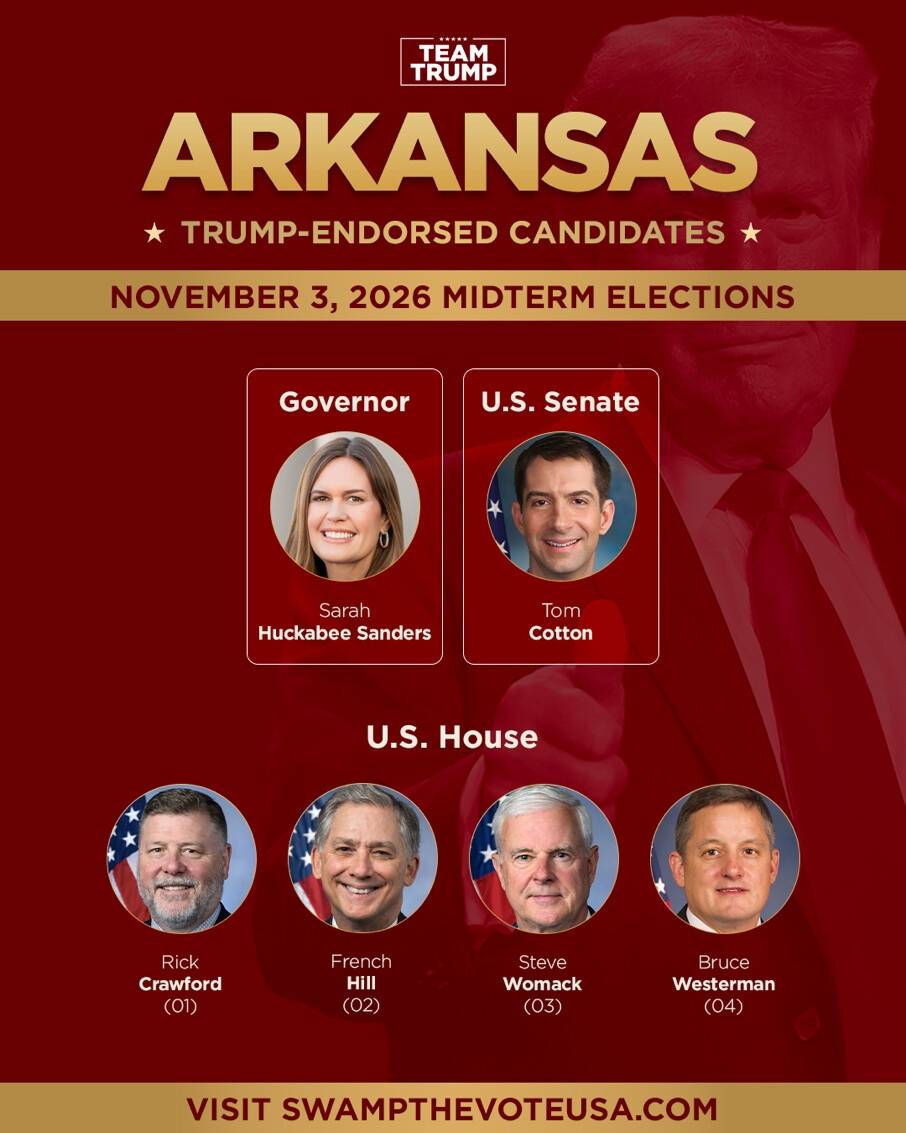 TEAM
TRUMP
ARKANSAS
★ TRUMP-ENDORSED CANDIDATES ★
NOVEMBER 3, 2026 MIDTERM ELECTIONS
Governor
Sarah
Huckabee Sanders
U.S. Senate
Tom
Cotton
U.S. House
Rick
Crawford
(01)
French
Hill
(02)
Steve
Womack
(03)
Bruce
Westerman
(04)
VISIT SWAMPTHEVOTEUSA.COM